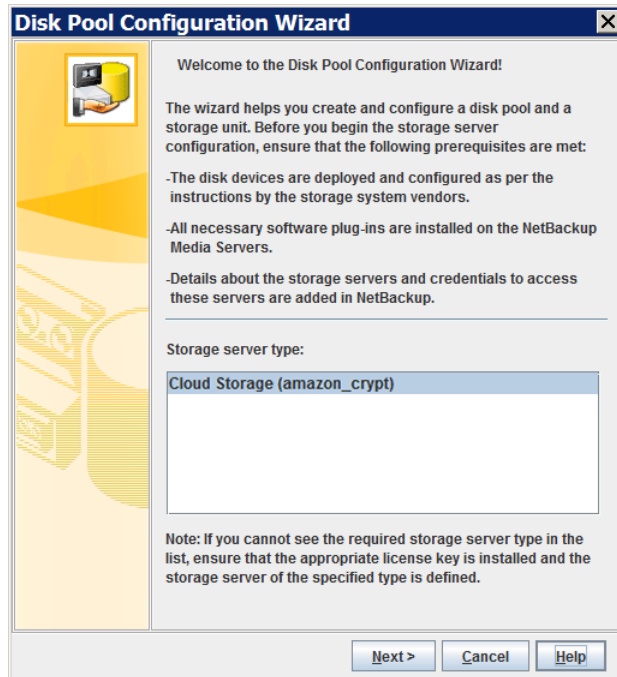 Disk Pool Configuration Wizard
Welcome to the Disk Pool Configuration Wizard!
The wizard helps you create and configure a disk pool and a
storage unit. Before you begin the storage server
configuration, ensure that the following prerequisites are met:
-The disk devices are deployed and configured as per the
instructions by the storage system vendors.
-All necessary software plug-ins are installed on the NetBackup
Media Servers.
-Details about the storage servers and credentials to access
these servers are added in NetBackup.
Storage server type:
Cloud Storage (amazon_crypt)
Note: If you cannot see the required storage server type in the
list, ensure that the appropriate license key is installed and the
storage server of the specified type is defined.
Next > Cancel Help